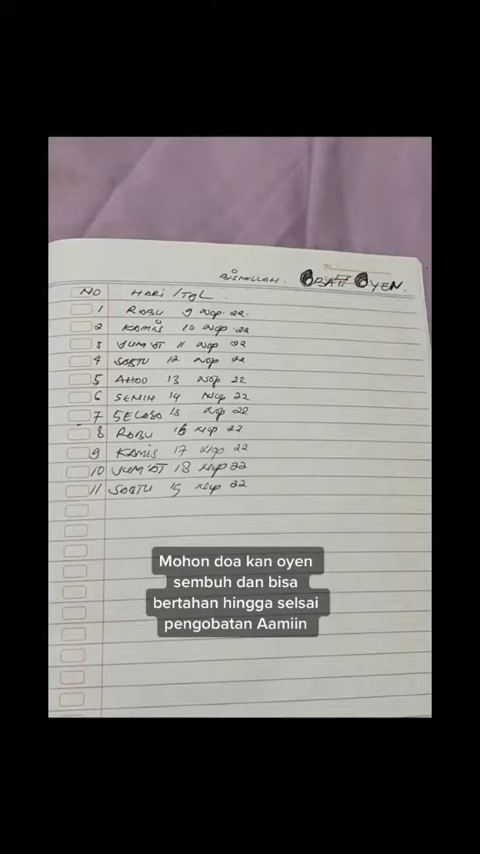 BISMILLAH. OBAT OYEN.
NO HARI / TGL
1 RABU 9 Nop 22.
2 KAMIS 10 Nop 22
3 JUM'AT 11 Nop 22
4 SABTU 12 Nop 22
5 AHAD 13 Nop 22
6 SENIN 14 Nop 22
7 SELASA 15 Nop 22
8 RABU 16 Nop 22
9 KAMIS 17 Nop 22
10 JUM'AT 18 Nop 22
11 SABTU 19 Nop 22
Mohon doa kan oyen
sembuh dan bisa
bertahan hingga selsai
pengobatan Aamiin